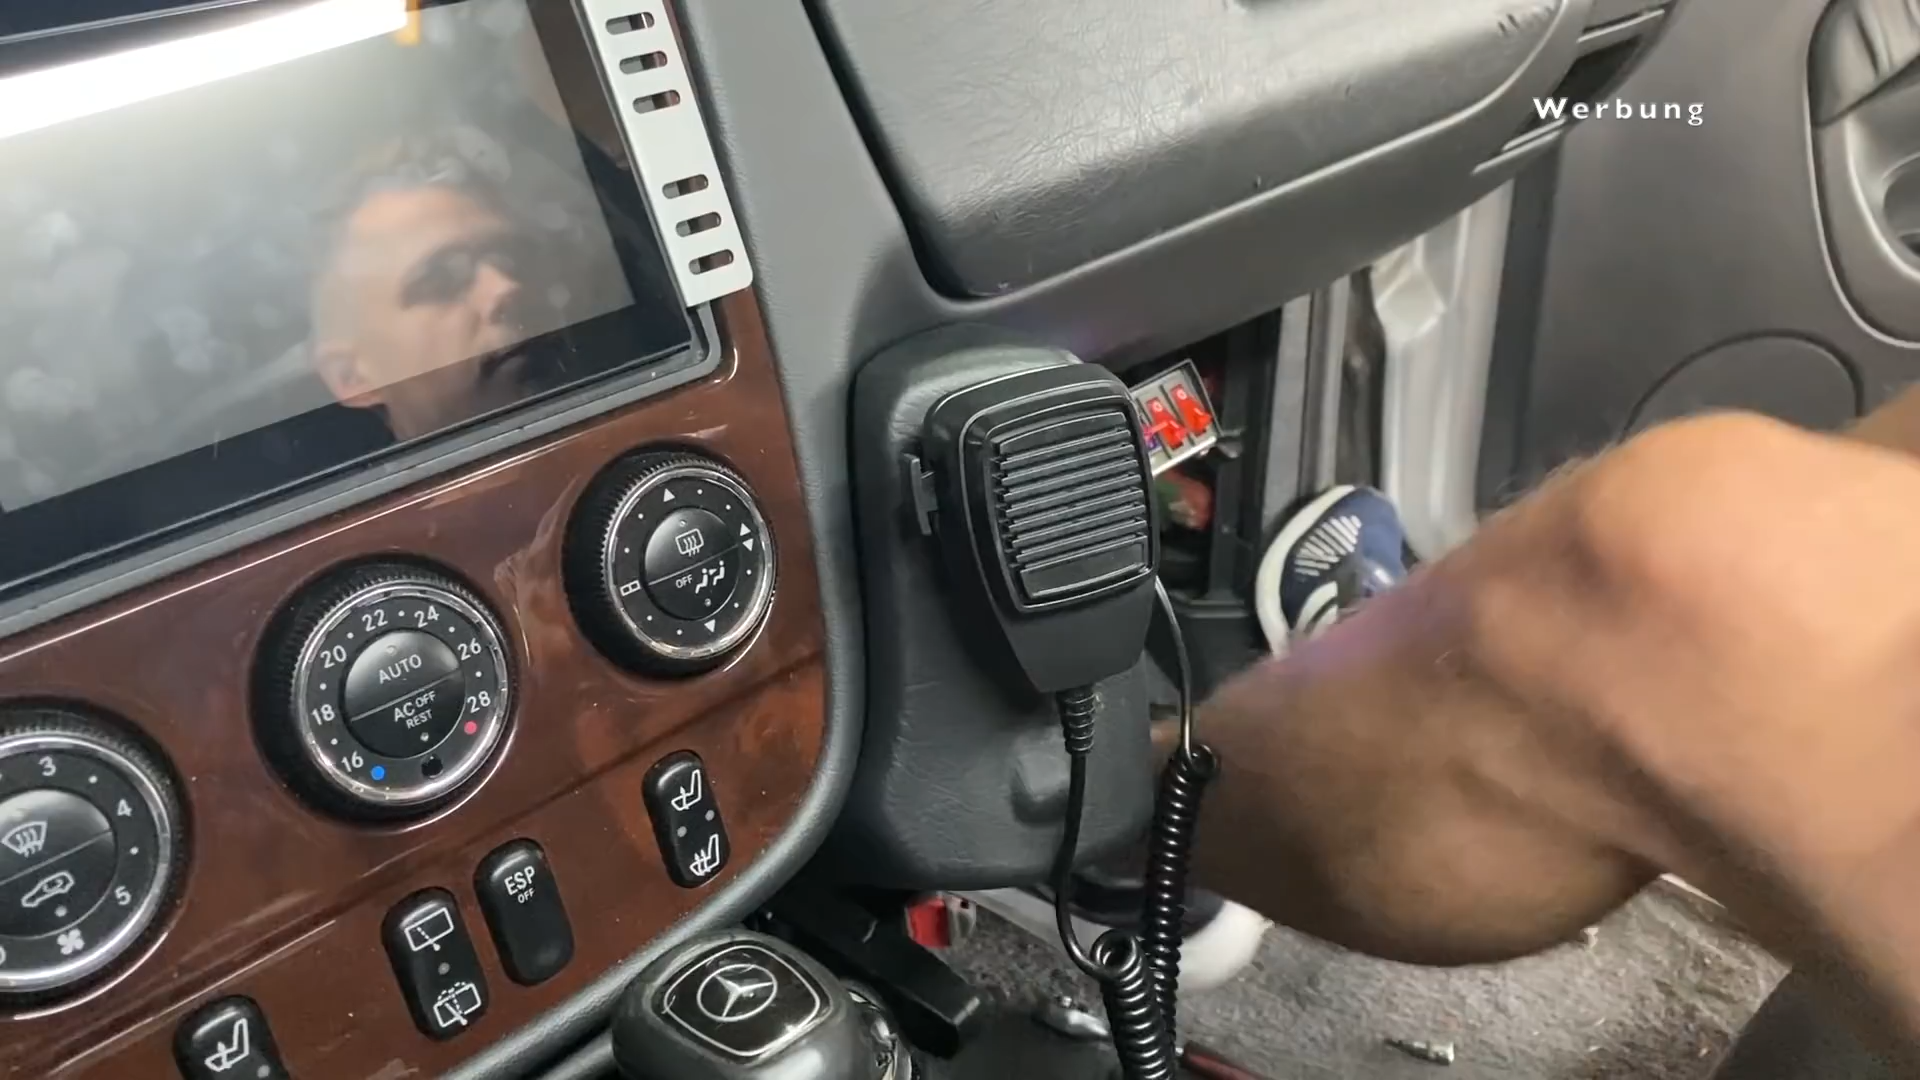 Werbung
OFF
22
24
20
26
AUTO
18
AC OFF
REST
28
16
3
4
5
ESP
OFF